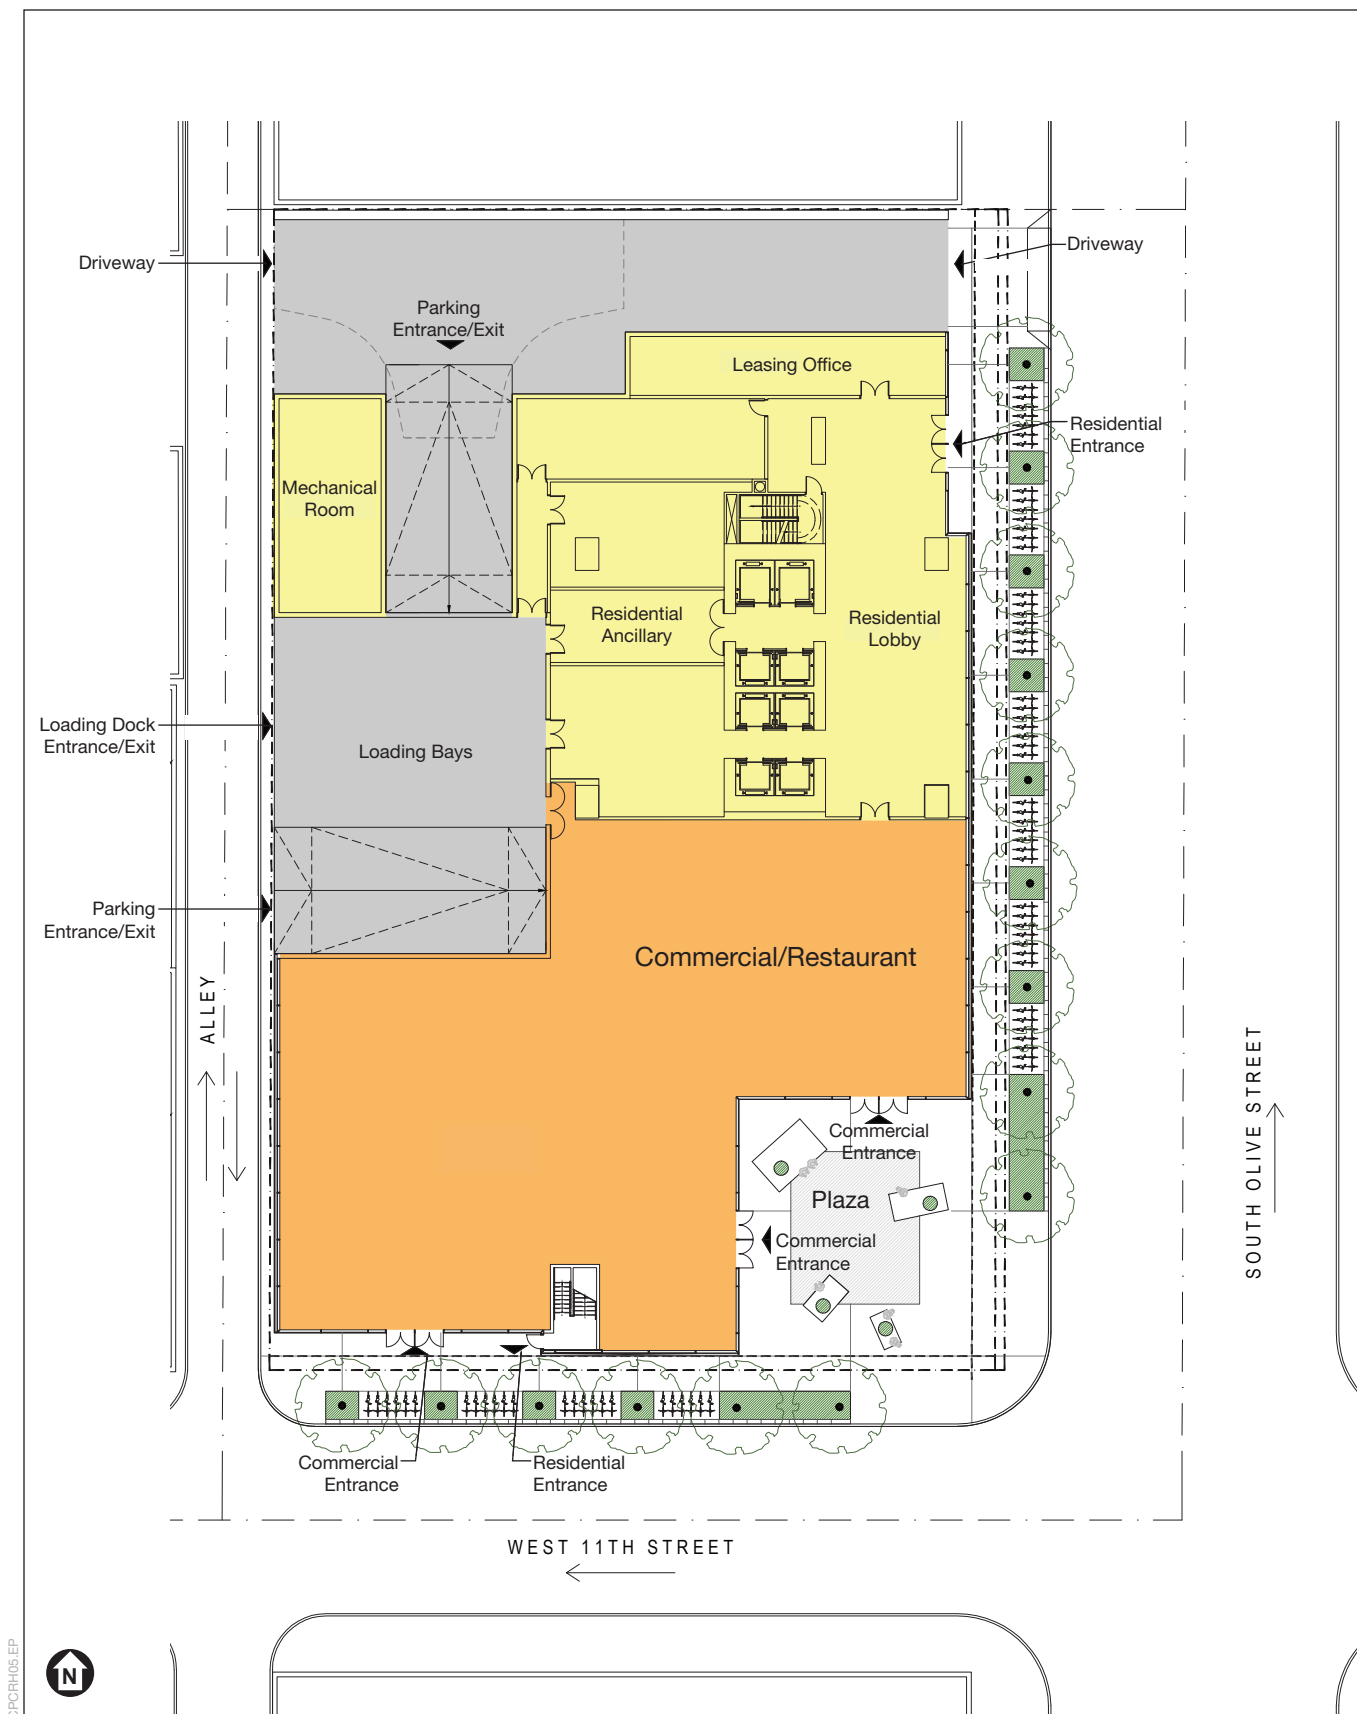 Driveway
Driveway
Parking
Entrance/Exit
Leasing Office
Residential
Entrance
Mechanical
Room
Residential
Ancillary
Residential
Lobby
Loading Dock
Entrance/Exit
Loading Bays
Parking
Entrance/Exit
Commercial/Restaurant
ALLEY
SOUTH OLIVE STREET
Commercial
Entrance
Plaza
Commercial
Entrance
Commercial
Entrance
Residential
Entrance
WEST 11TH STREET
N